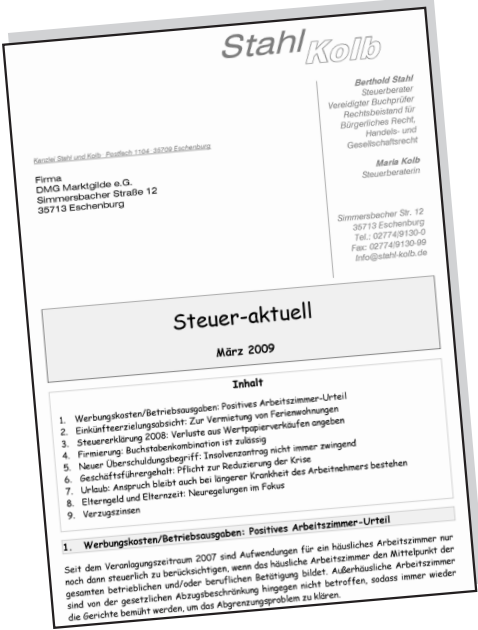 Stahl Kolb
Berthold Stahl
Steuerberater
Vereidigter Buchprüfer
Rechtsbeistand für
Bürgerliches Recht,
Handels- und
Gesellschaftsrecht
Maria Kolb
Steuerberaterin
Kanzlei Stahl und Kolb · Postfach 1104 · 35706 Eschenburg
Firma
DMG Marktgilde e.G.
Simmersbacher Straße 12
35713 Eschenburg
Simmersbecher Str. 12
35713 Eschenburg
Tel.: 02774/9130-0
Fax: 02774/9130-99
Info@stahl-kolb.de
Steuer-aktuell
März 2009
Inhalt
1. Werbungskosten/Betriebsausgaben: Positives Arbeitszimmer-Urteil
2. Einkünfteerzielungsabsicht: Zur Vermietung von Ferienwohnungen
3. Steuererklärung 2008: Verluste aus Wertpapierverkäufen angeben
4. Firmierung: Buchstabenkombination ist zulässig
5. Neuer Überschuldungsbegriff: Insolvenzantrag nicht immer zwingend
6. Geschäftsführergehalt: Pflicht zur Reduzierung der Krise
7. Urlaub: Anspruch bleibt auch bei längerer Krankheit des Arbeitnehmers bestehen
8. Elterngeld und Elternzeit: Neuregelungen im Fokus
9. Verzugszinsen
1. Werbungskosten/Betriebsausgaben: Positives Arbeitszimmer-Urteil
Seit dem Veranlagungszeitraum 2007 sind Aufwendungen für ein häusliches Arbeitszimmer nur
noch dann steuerlich zu berücksichtigen, wenn das häusliche Arbeitszimmer den Mittelpunkt der
gesamten betrieblichen und/oder beruflichen Betätigung bildet. Außerhäusliche Arbeitszimmer
sind von der gesetzlichen Abzugsbeschränkung hingegen nicht betroffen, sodass immer wieder
die Gerichte bemüht werden, um das Abgrenzungsproblem zu klären.